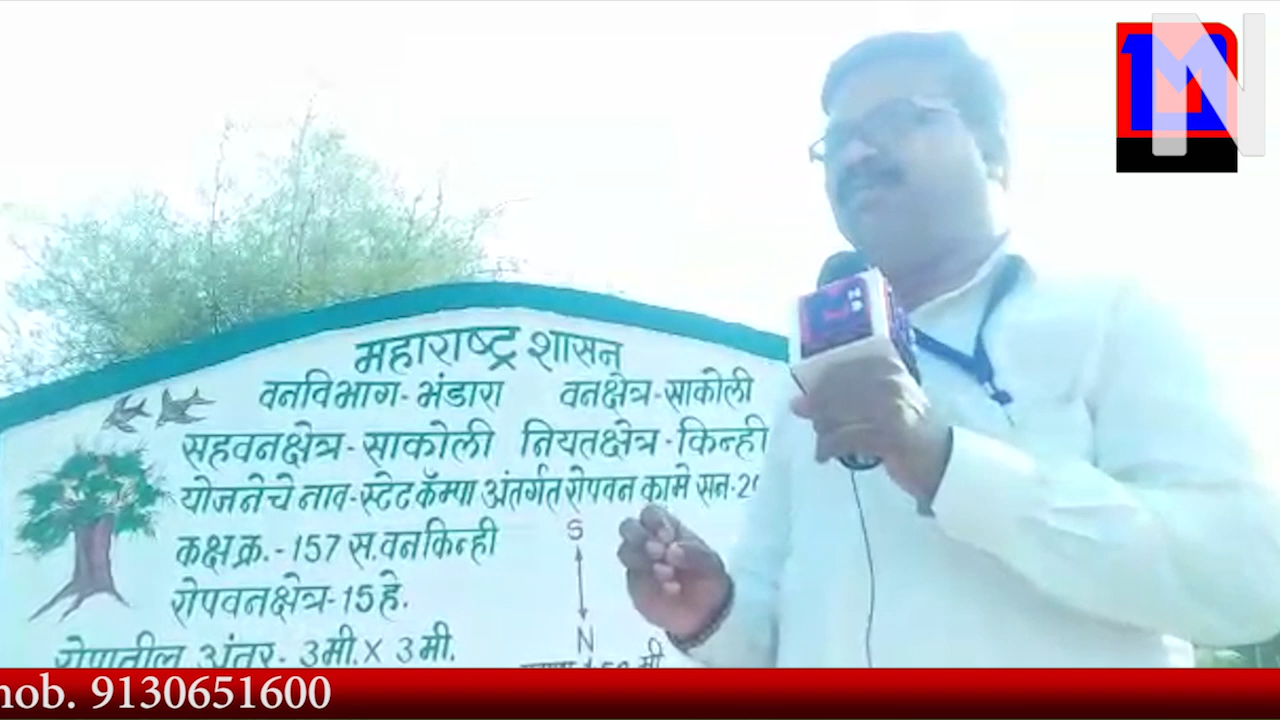 महाराष्ट्र शासन
वनविभाग-भंडारा वनक्षेत्र-साकोली
सहवनक्षेत्र-साकोली नियतक्षेत्र-किन्ही
योजनेचे नाव-स्टेट कॅम्पा अंतर्गत रोपवन कामे सन-2
कक्ष क्र.-157 स.वन किन्ही
रोपवनक्षेत्र-15 हे.
S
N
रोपातील अंतर- 3मी. X 3मी.
mob. 9130651600